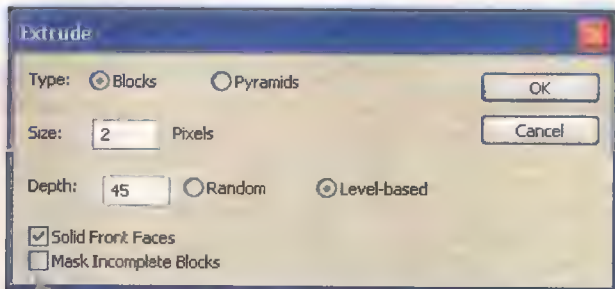 Extrude
Type: Blocks Pyramids OK
Size: 2 Pixels Cancel
Depth: 45 Random Level-based
Solid Front Faces
Mask Incomplete Blocks